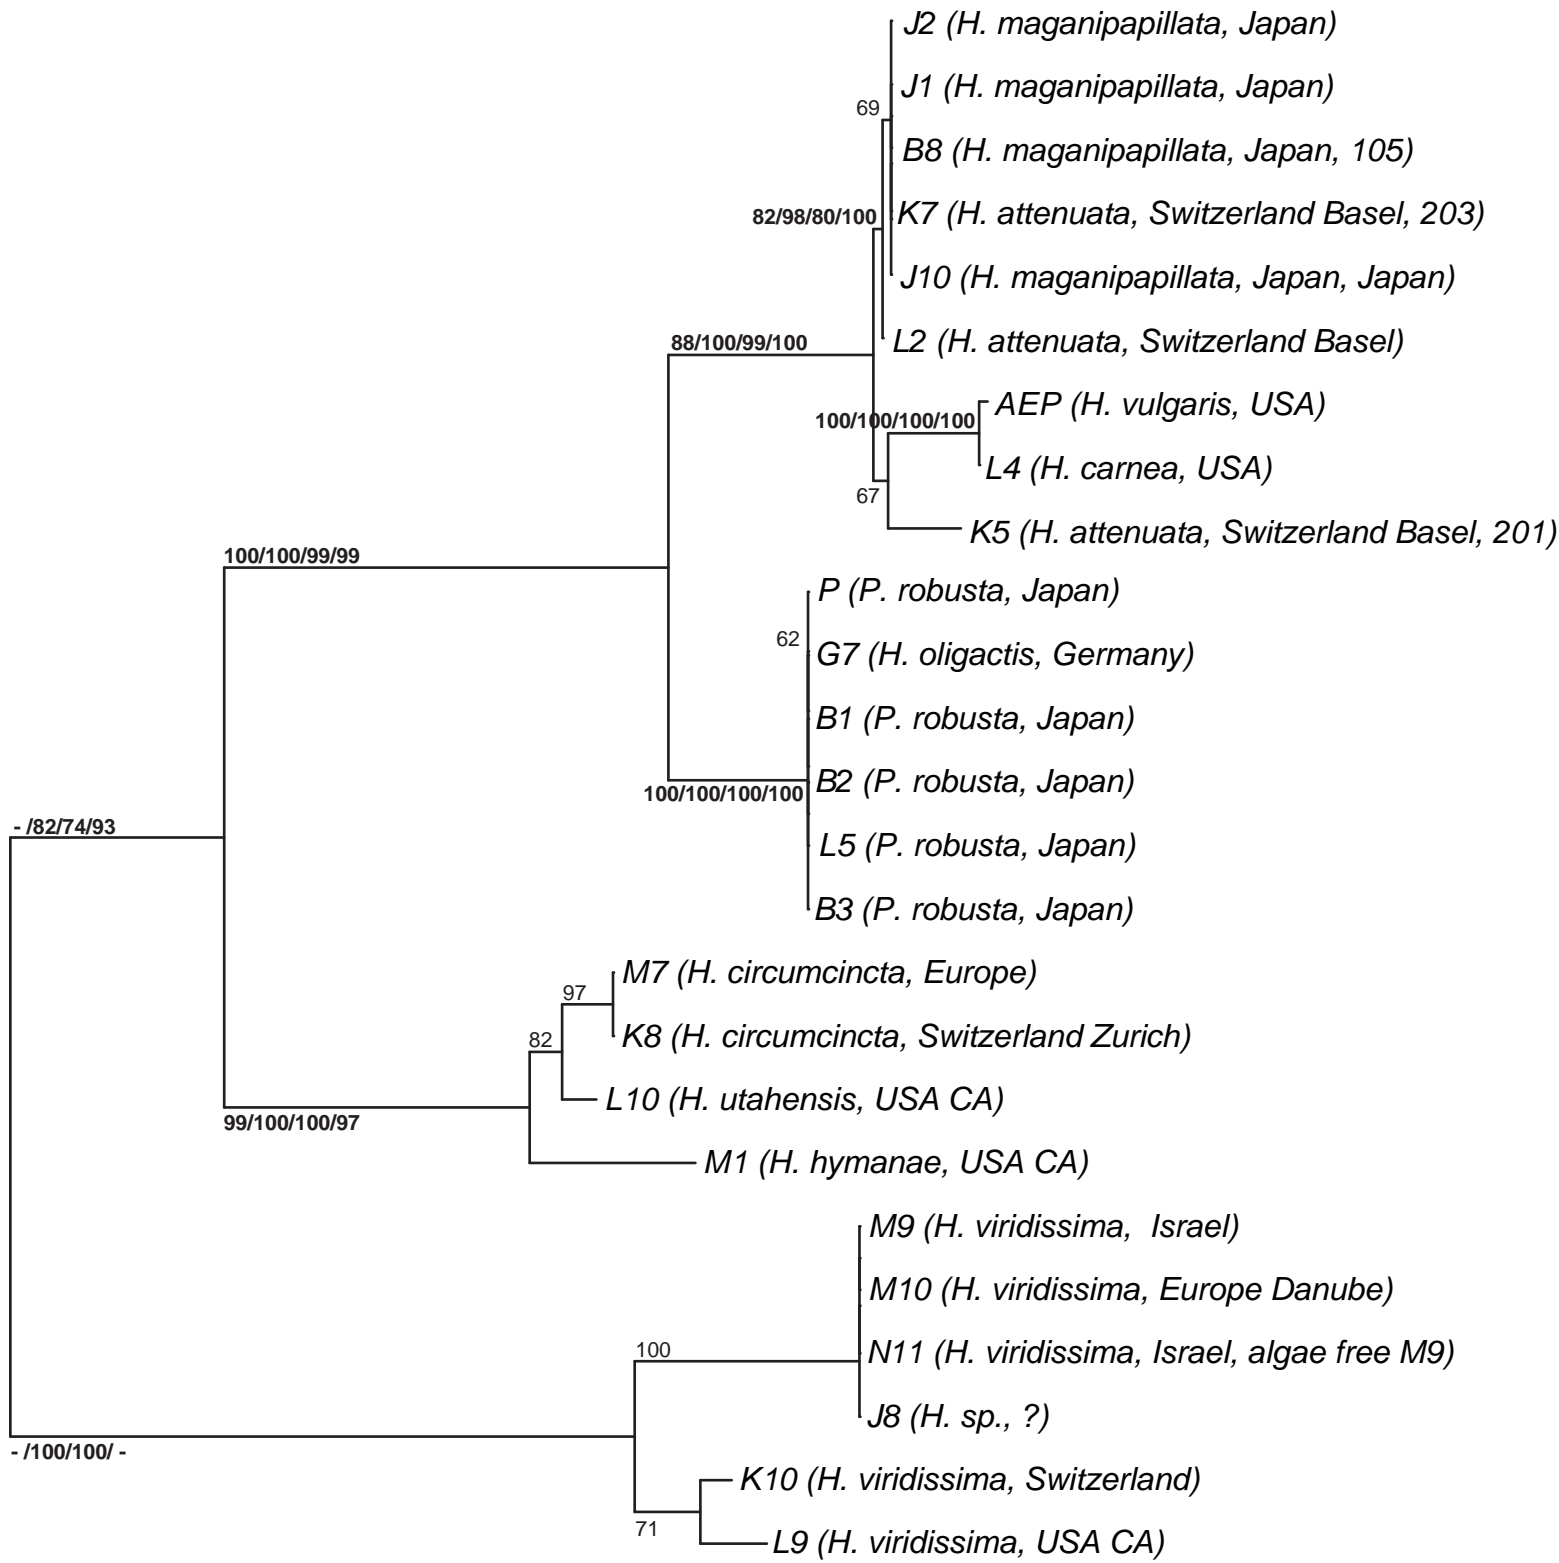 J2 (H. maganipapillata, Japan)
J1 (H. maganipapillata, Japan)
69
B8 (H. maganipapillata, Japan, 105)
82/98/80/100
K7 (H. attenuata, Switzerland Basel, 203)
J10 (H. maganipapillata, Japan, Japan)
88/100/99/100
L2 (H. attenuata, Switzerland Basel)
AEP (H. vulgaris, USA)
100/100/100/100
L4 (H. carnea, USA)
67
K5 (H. attenuata, Switzerland Basel, 201)
100/100/99/99
P (P. robusta, Japan)
62
G7 (H. oligactis, Germany)
B1 (P. robusta, Japan)
B2 (P. robusta, Japan)
100/100/100/100
- /82/74/93
L5 (P. robusta, Japan)
B3 (P. robusta, Japan)
M7 (H. circumcincta, Europe)
97
82
K8 (H. circumcincta, Switzerland Zurich)
L10 (H. utahensis, USA CA)
99/100/100/97
M1 (H. hymanae, USA CA)
M9 (H. viridissima,  Israel)
M10 (H. viridissima, Europe Danube)
100
N11 (H. viridissima, Israel, algae free M9)
J8 (H. sp., ?)
- /100/100/ -
K10 (H. viridissima, Switzerland)
71
L9 (H. viridissima, USA CA)